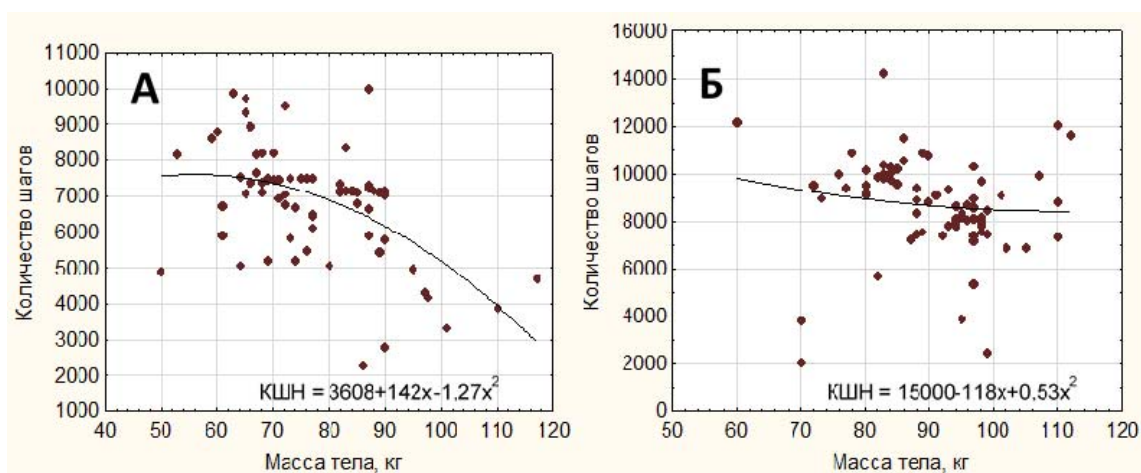 А
11000
10000
9000
8000
7000
6000
5000
4000
3000
2000
1000
Количество шагов
КШН = 3608+142x-1,27x²
40 50 60 70 80 90 100 110 120
Масса тела, кг
Б
16000
14000
12000
10000
8000
6000
4000
2000
0
Количество шагов
КШН = 15000-118x+0,53x²
50 60 70 80 90 100 110 120
Масса тела, кг